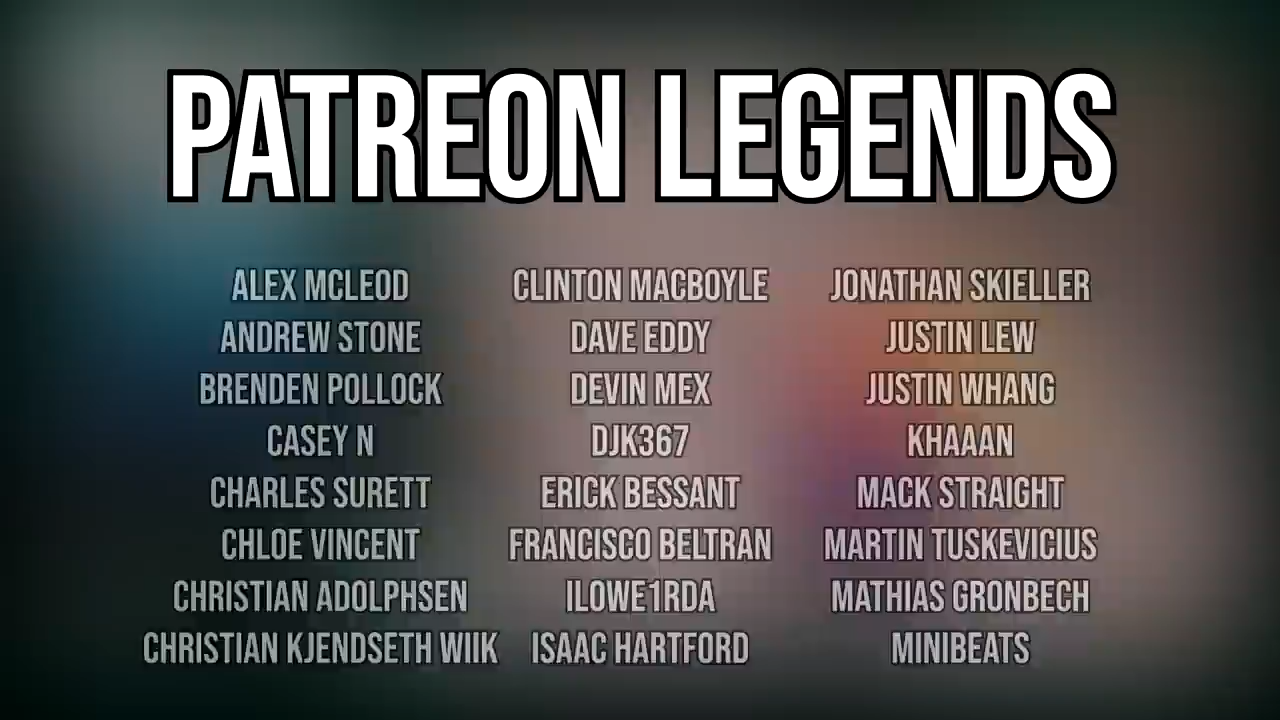 PATREON LEGENDS
ALEX MCLEOD
ANDREW STONE
BRENDEN POLLOCK
CASEY N
CHARLES SURETT
CHLOE VINCENT
CHRISTIAN ADOLPHSEN
CHRISTIAN KJENDSETH WIIK
CLINTON MACBOYLE
DAVE EDDY
DEVIN MEX
DJK367
ERICK BESSANT
FRANCISCO BELTRAN
ILOWE1RDA
ISAAC HARTFORD
JONATHAN SKIELLER
JUSTIN LEW
JUSTIN WHANG
KHAAAN
MACK STRAIGHT
MARTIN TUSKEVICIUS
MATHIAS GRONBECH
MINIBEATS